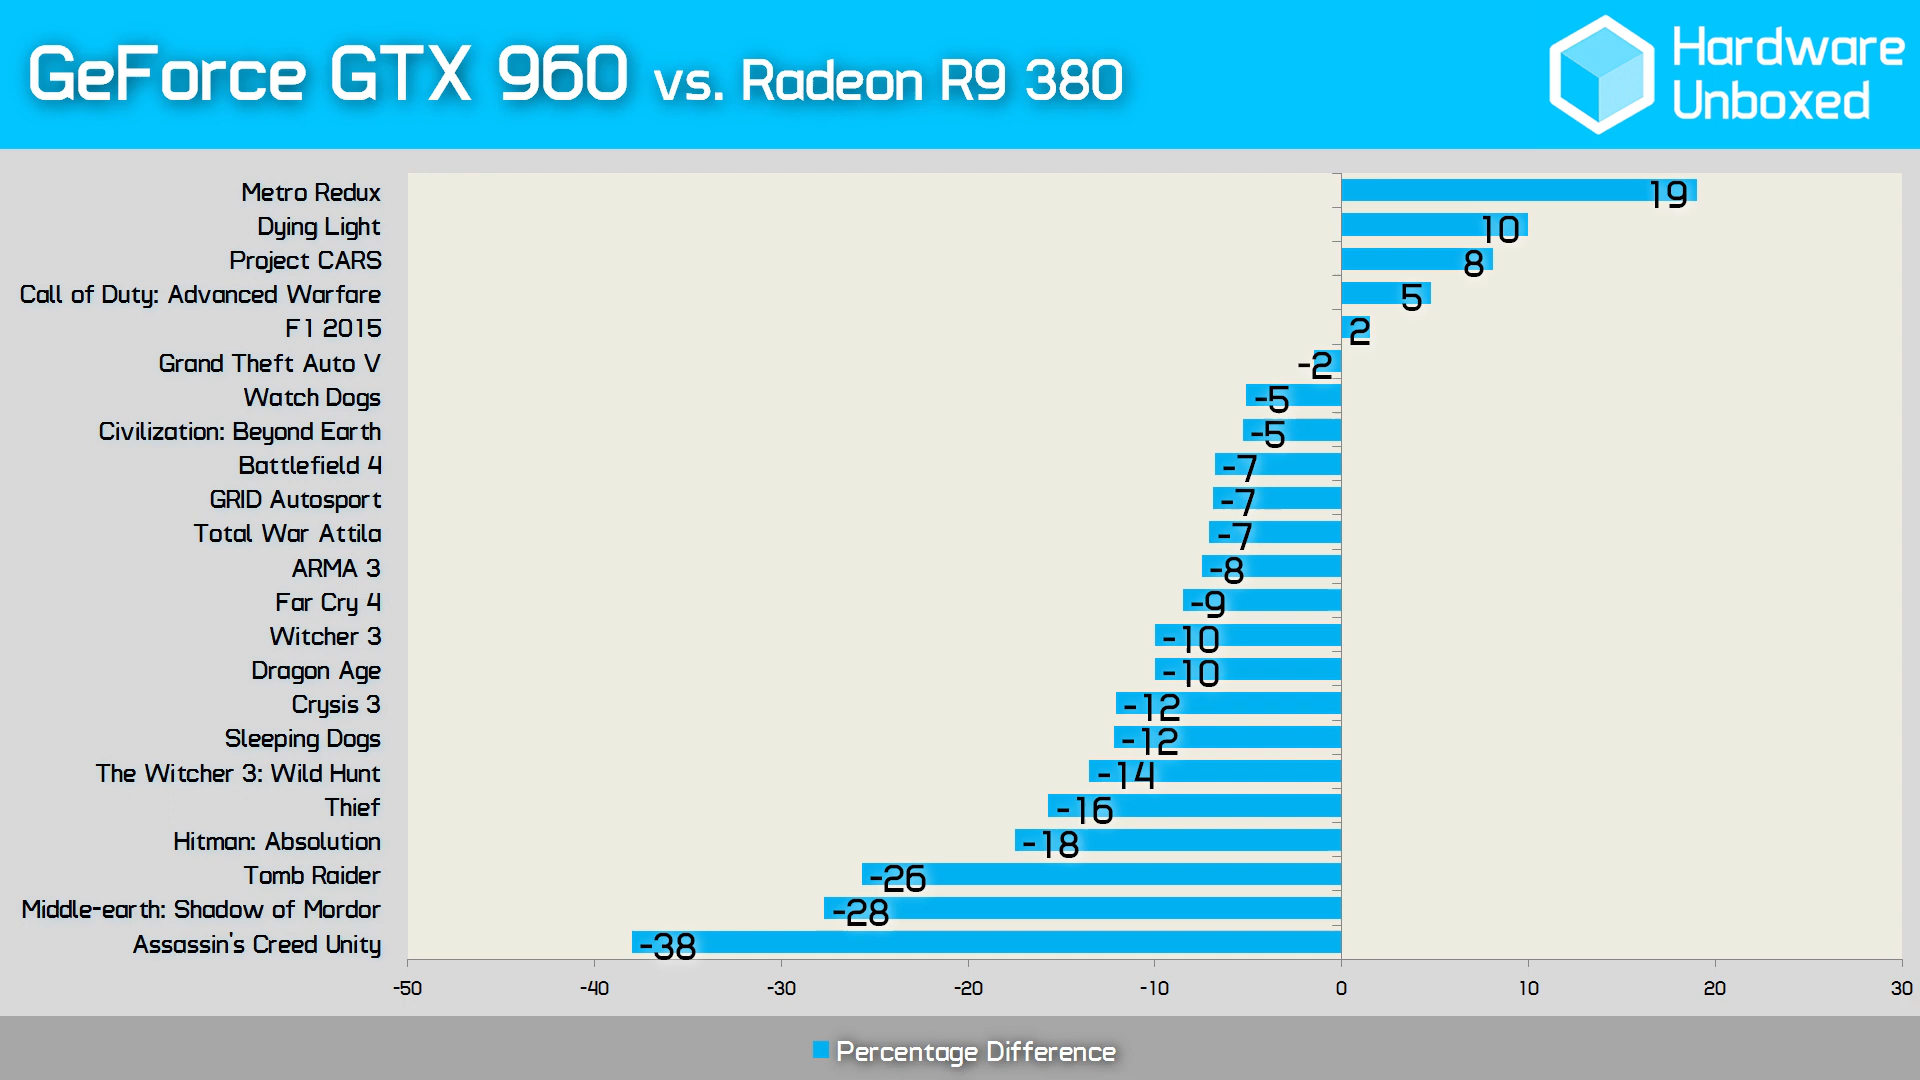 GeForce GTX 960 vs. Radeon R9 380
Hardware
Unboxed
Metro Redux 19
Dying Light 10
Project CARS 8
Call of Duty: Advanced Warfare 5
F1 2015 2
Grand Theft Auto V -2
Watch Dogs -5
Civilization: Beyond Earth -5
Battlefield 4 -7
GRID Autosport -7
Total War Attila -7
ARMA 3 -8
Far Cry 4 -9
Witcher 3 -10
Dragon Age -10
Crysis 3 -12
Sleeping Dogs -12
The Witcher 3: Wild Hunt -14
Thief -16
Hitman: Absolution -18
Tomb Raider -26
Middle-earth: Shadow of Mordor -28
Assassin's Creed Unity -38
-50 -40 -30 -20 -10 0 10 20 30
Percentage Difference